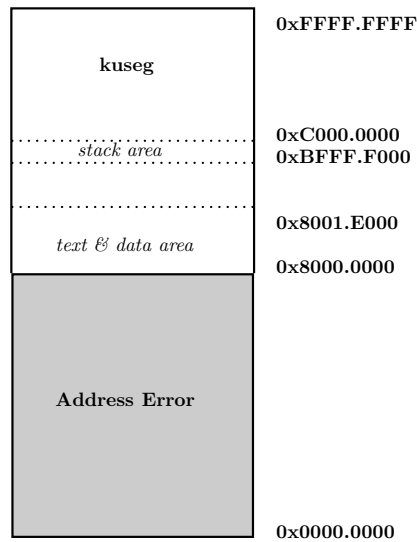 0xFFFF.FFFF
kuseg
0xC000.0000
stack area
0xBFFF.F000
0x8001.E000
text & data area
0x8000.0000
Address Error
0x0000.0000